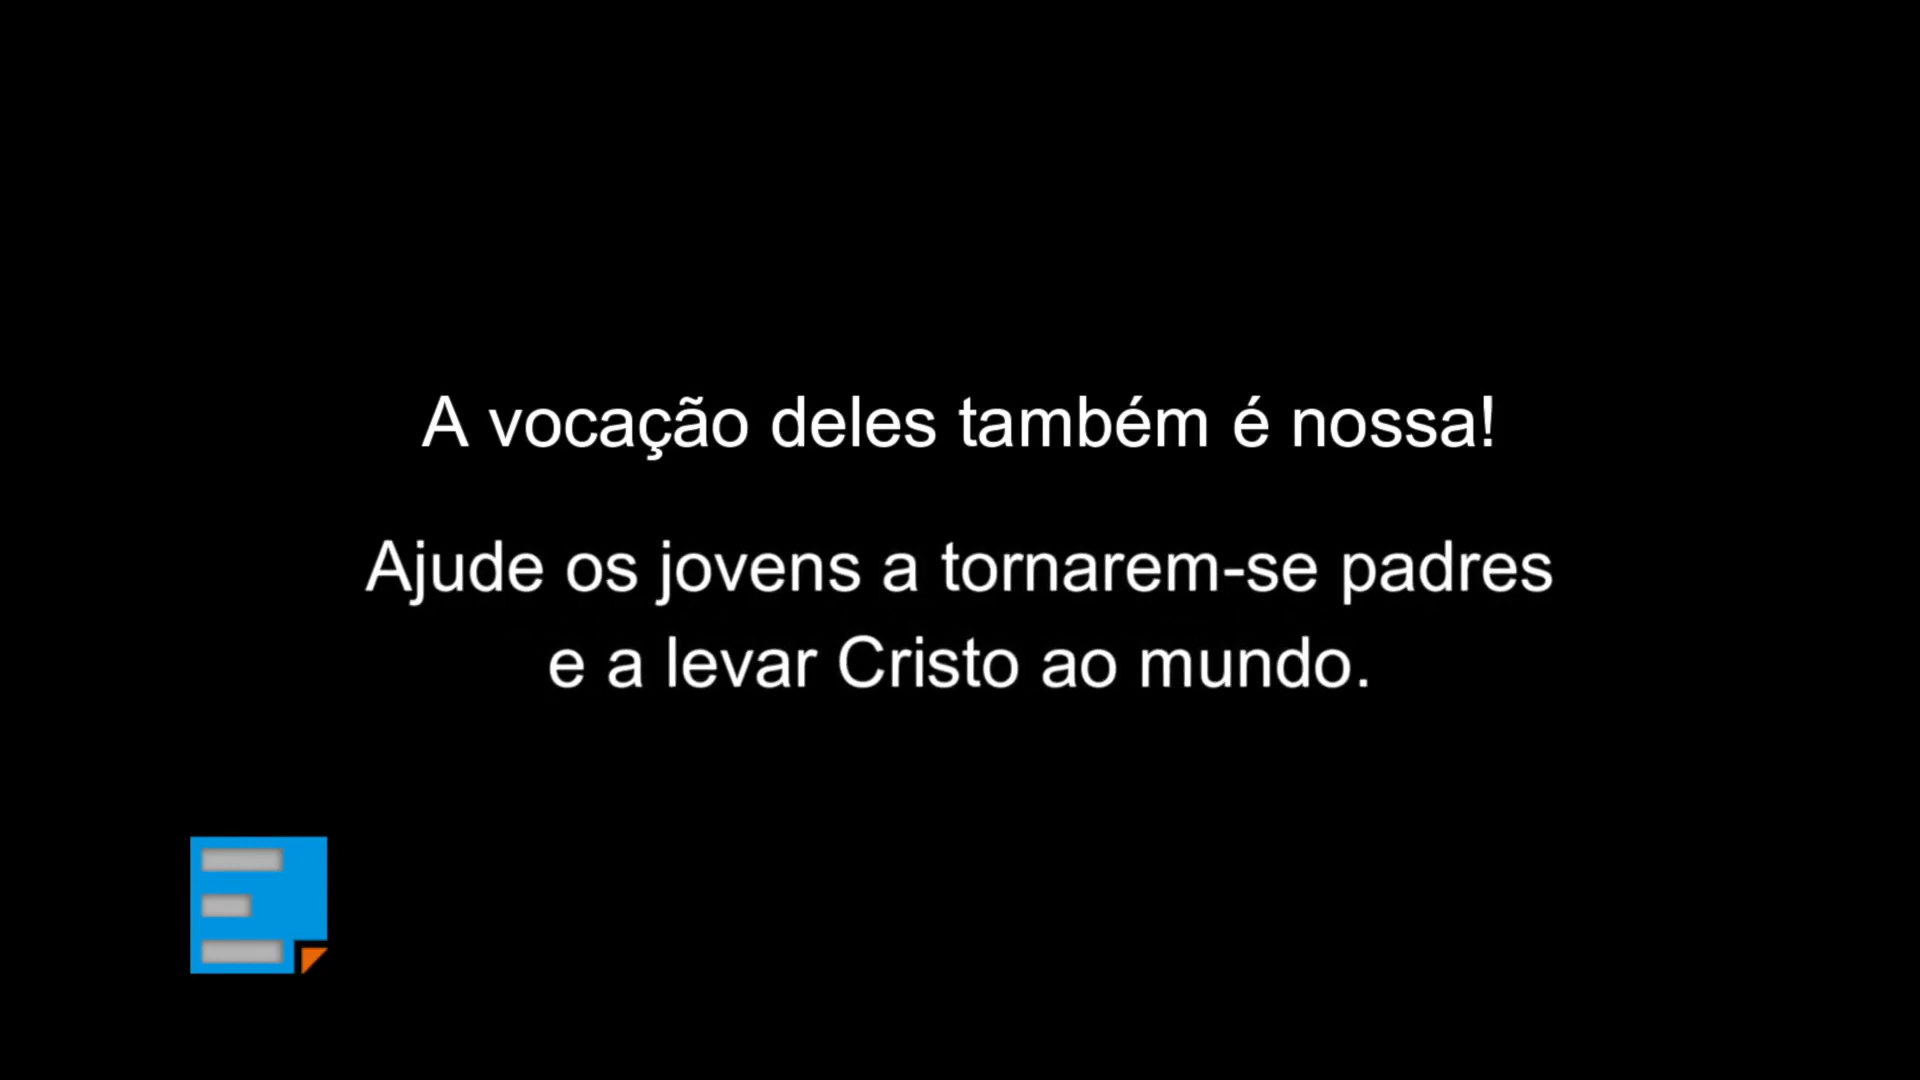 A vocação deles também é nossa!
Ajude os jovens a tornarem-se padres
e a levar Cristo ao mundo.